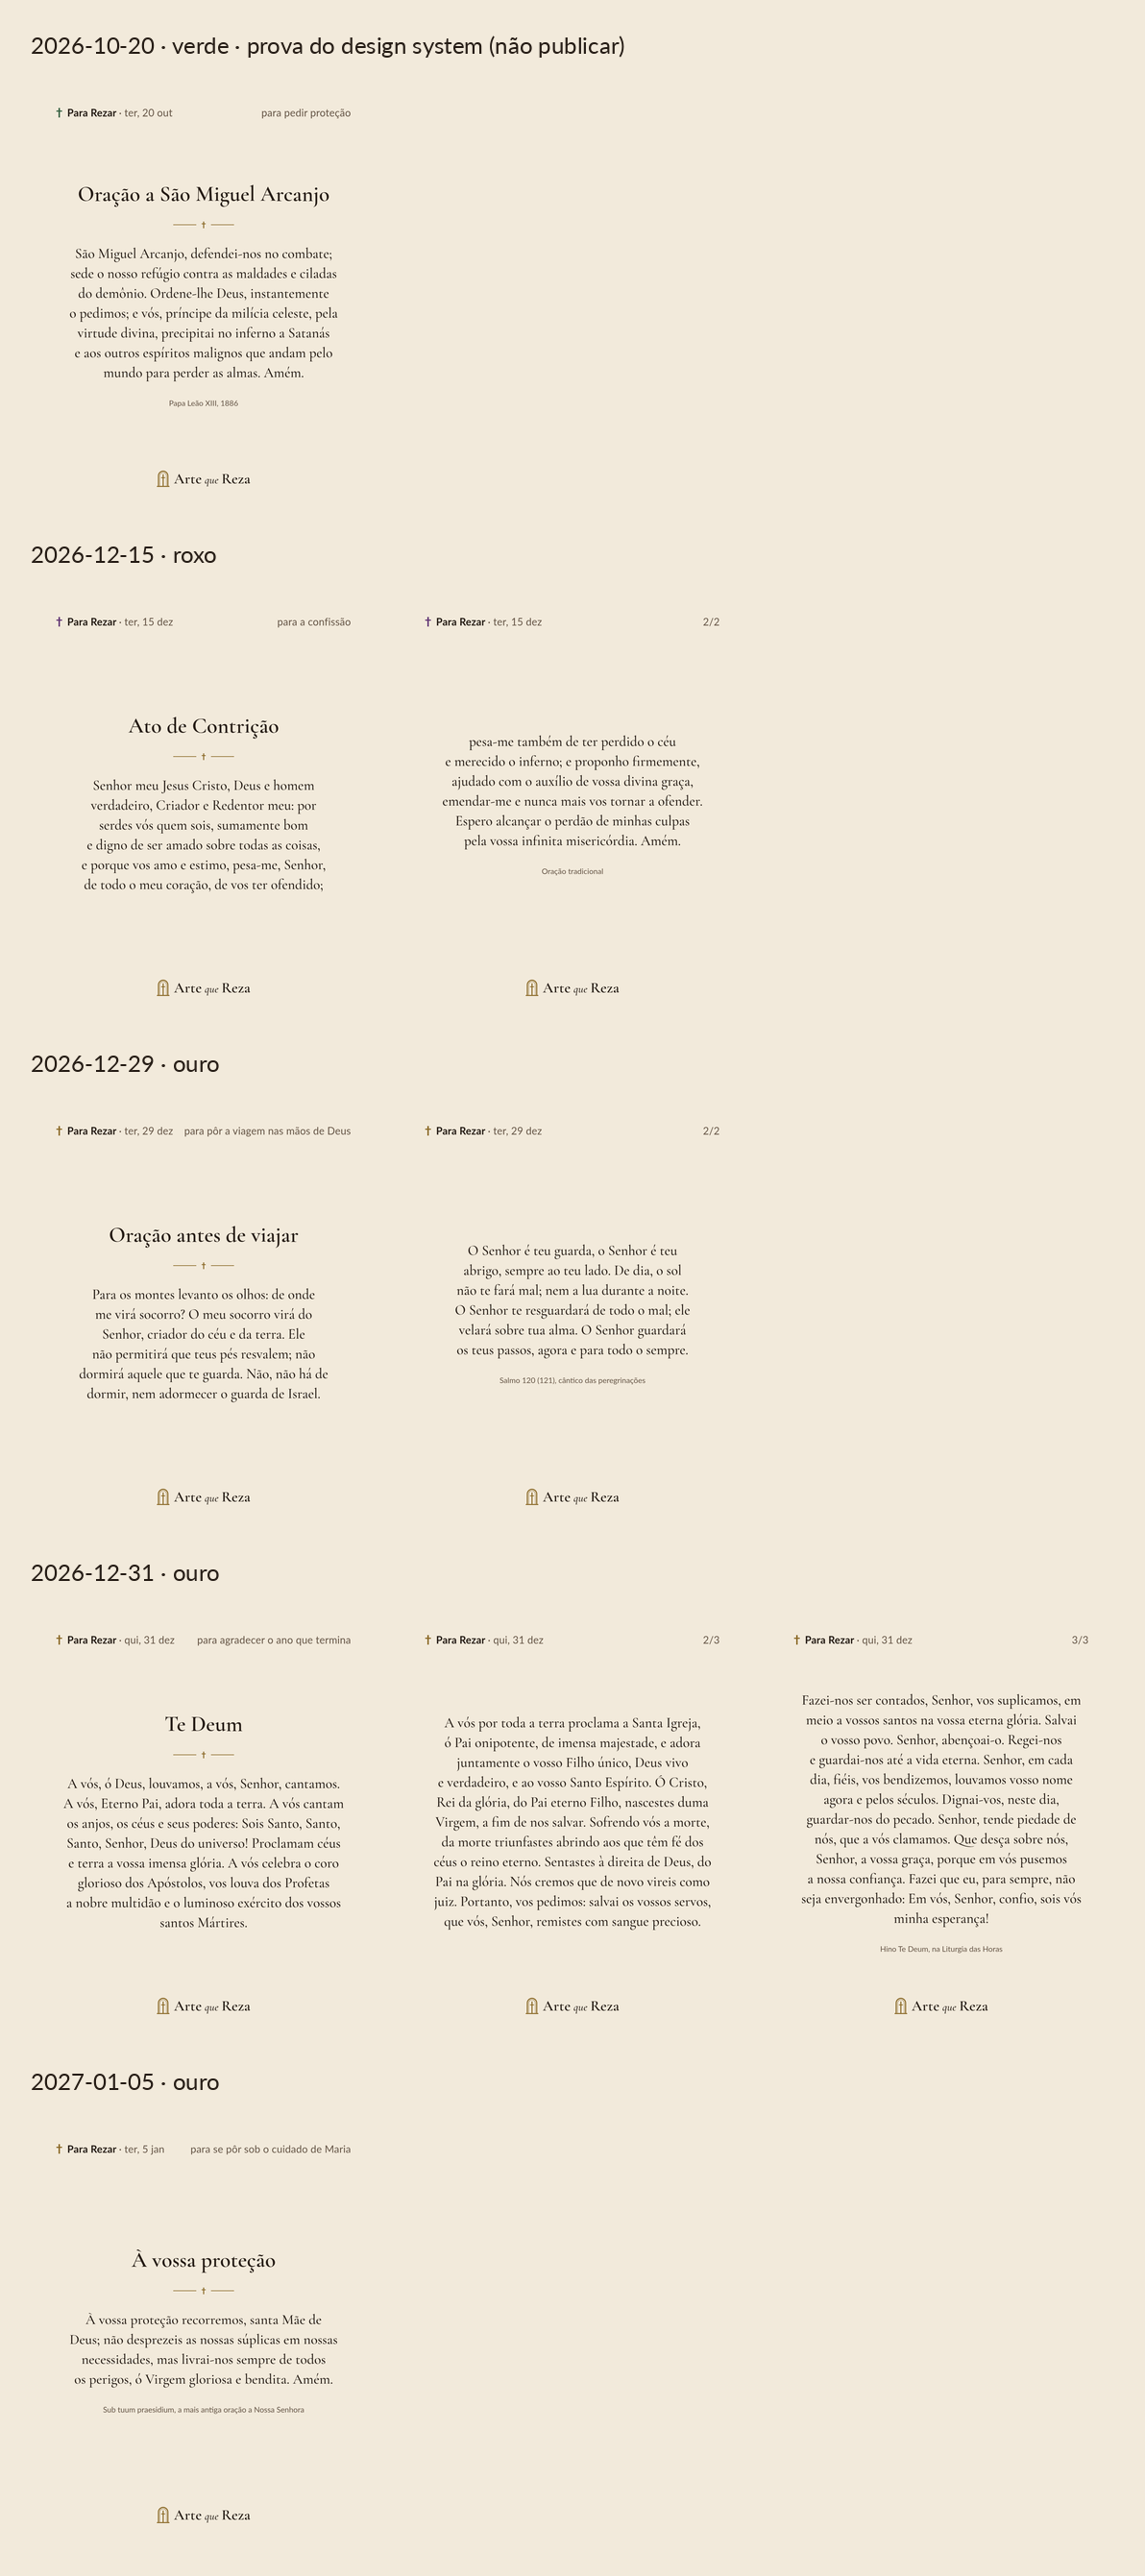 2026-10-20 · verde · prova do design system (não publicar)
✝ Para Rezar · ter, 20 out
para pedir proteção
Oração a São Miguel Arcanjo
São Miguel Arcanjo, defendei-nos no combate;
sede o nosso refúgio contra as maldades e ciladas
do demônio. Ordene-lhe Deus, instantemente
o pedimos; e vós, príncipe da milícia celeste, pela
virtude divina, precipitai no inferno a Satanás
e aos outros espíritos malignos que andam pelo
mundo para perder as almas. Amém.
Papa Leão XIII, 1886
Arte que Reza
2026-12-15 · roxo
✝ Para Rezar · ter, 15 dez
para a confissão
Ato de Contrição
Senhor meu Jesus Cristo, Deus e homem
verdadeiro, Criador e Redentor meu: por
serdes vós quem sois, sumamente bom
e digno de ser amado sobre todas as coisas,
e porque vos amo e estimo, pesa-me, Senhor,
de todo o meu coração, de vos ter ofendido;
Arte que Reza
✝ Para Rezar · ter, 15 dez
2/2
pesa-me também de ter perdido o céu
e merecido o inferno; e proponho firmemente,
ajudado com o auxílio de vossa divina graça,
emendar-me e nunca mais vos tornar a ofender.
Espero alcançar o perdão de minhas culpas
pela vossa infinita misericórdia. Amém.
Oração tradicional
Arte que Reza
2026-12-29 · ouro
✝ Para Rezar · ter, 29 dez
para pôr a viagem nas mãos de Deus
Oração antes de viajar
Para os montes levanto os olhos: de onde
me virá socorro? O meu socorro virá do
Senhor, criador do céu e da terra. Ele
não permitirá que teus pés resvalem; não
dormirá aquele que te guarda. Não, não há de
dormir, nem adormecer o guarda de Israel.
Arte que Reza
✝ Para Rezar · ter, 29 dez
2/2
O Senhor é teu guarda, o Senhor é teu
abrigo, sempre ao teu lado. De dia, o sol
não te fará mal; nem a lua durante a noite.
O Senhor te resguardará de todo o mal; ele
velará sobre tua alma. O Senhor guardará
os teus passos, agora e para todo o sempre.
Salmo 120 (121), cântico das peregrinações
Arte que Reza
2026-12-31 · ouro
✝ Para Rezar · qui, 31 dez
para agradecer o ano que termina
Te Deum
A vós, ó Deus, louvamos, a vós, Senhor, cantamos.
A vós, Eterno Pai, adora toda a terra. A vós cantam
os anjos, os céus e seus poderes: Sois Santo, Santo,
Santo, Senhor, Deus do universo! Proclamam céus
e terra a vossa imensa glória. A vós celebra o coro
glorioso dos Apóstolos, vos louva dos Profetas
a nobre multidão e o luminoso exército dos vossos
santos Mártires.
Arte que Reza
✝ Para Rezar · qui, 31 dez
2/3
A vós por toda a terra proclama a Santa Igreja,
ó Pai onipotente, de imensa majestade, e adora
juntamente o vosso Filho único, Deus vivo
e verdadeiro, e ao vosso Santo Espírito. Ó Cristo,
Rei da glória, do Pai eterno Filho, nascestes duma
Virgem, a fim de nos salvar. Sofrendo vós a morte,
da morte triunfastes abrindo aos que têm fé dos
céus o reino eterno. Sentastes à direita de Deus, do
Pai na glória. Nós cremos que de novo vireis como
juiz. Portanto, vos pedimos: salvai os vossos servos,
que vós, Senhor, remistes com sangue precioso.
Arte que Reza
✝ Para Rezar · qui, 31 dez
3/3
Fazei-nos ser contados, Senhor, vos suplicamos, em
meio a vossos santos na vossa eterna glória. Salvai
o vosso povo. Senhor, abençoai-o. Regei-nos
e guardai-nos até a vida eterna. Senhor, em cada
dia, fiéis, vos bendizemos, louvamos vosso nome
agora e pelos séculos. Dignai-vos, neste dia,
guardar-nos do pecado. Senhor, tende piedade de
nós, que a vós clamamos. Que desça sobre nós,
Senhor, a vossa graça, porque em vós pusemos
a nossa confiança. Fazei que eu, para sempre, não
seja envergonhado: Em vós, Senhor, confio, sois vós
minha esperança!
Hino Te Deum, na Liturgia das Horas
Arte que Reza
2027-01-05 · ouro
✝ Para Rezar · ter, 5 jan
para se pôr sob o cuidado de Maria
À vossa proteção
À vossa proteção recorremos, santa Mãe de
Deus; não desprezeis as nossas súplicas em nossas
necessidades, mas livrai-nos sempre de todos
os perigos, ó Virgem gloriosa e bendita. Amém.
Sub tuum praesidium, a mais antiga oração a Nossa Senhora
Arte que Reza